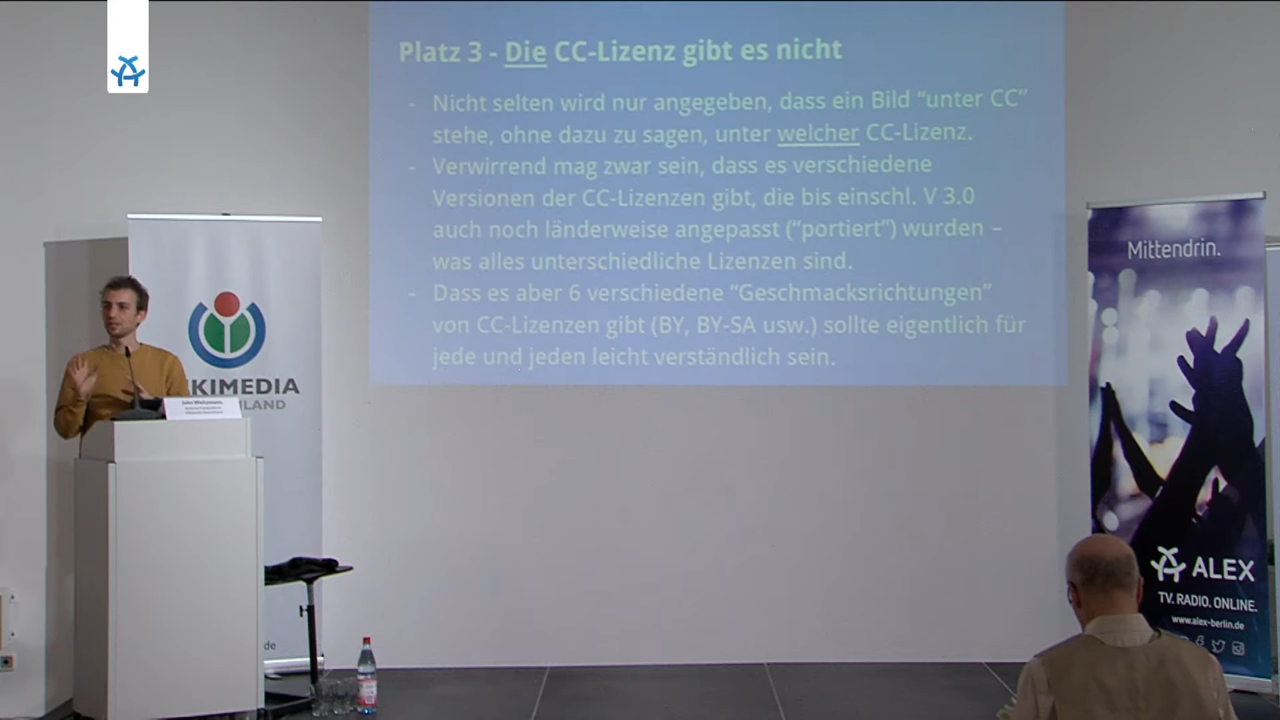 Platz 3 - Die CC-Lizenz gibt es nicht
- Nicht selten wird nur angegeben, dass ein Bild “unter CC”
stehe, ohne dazu zu sagen, unter welcher CC-Lizenz.
- Verwirrend mag zwar sein, dass es verschiedene
Versionen der CC-Lizenzen gibt, die bis einschl. V 3.0
auch noch länderweise angepasst (“portiert”) wurden –
was alles unterschiedliche Lizenzen sind.
- Dass es aber 6 verschiedene “Geschmacksrichtungen”
von CC-Lizenzen gibt (BY, BY-SA usw.) sollte eigentlich für
jede und jeden leicht verständlich sein.
IKIMEDIA
HLAND
John Weitzmann,
de
Mittendrin.
ALEX
TV. RADIO. ONLINE.
www.alex-berlin.de